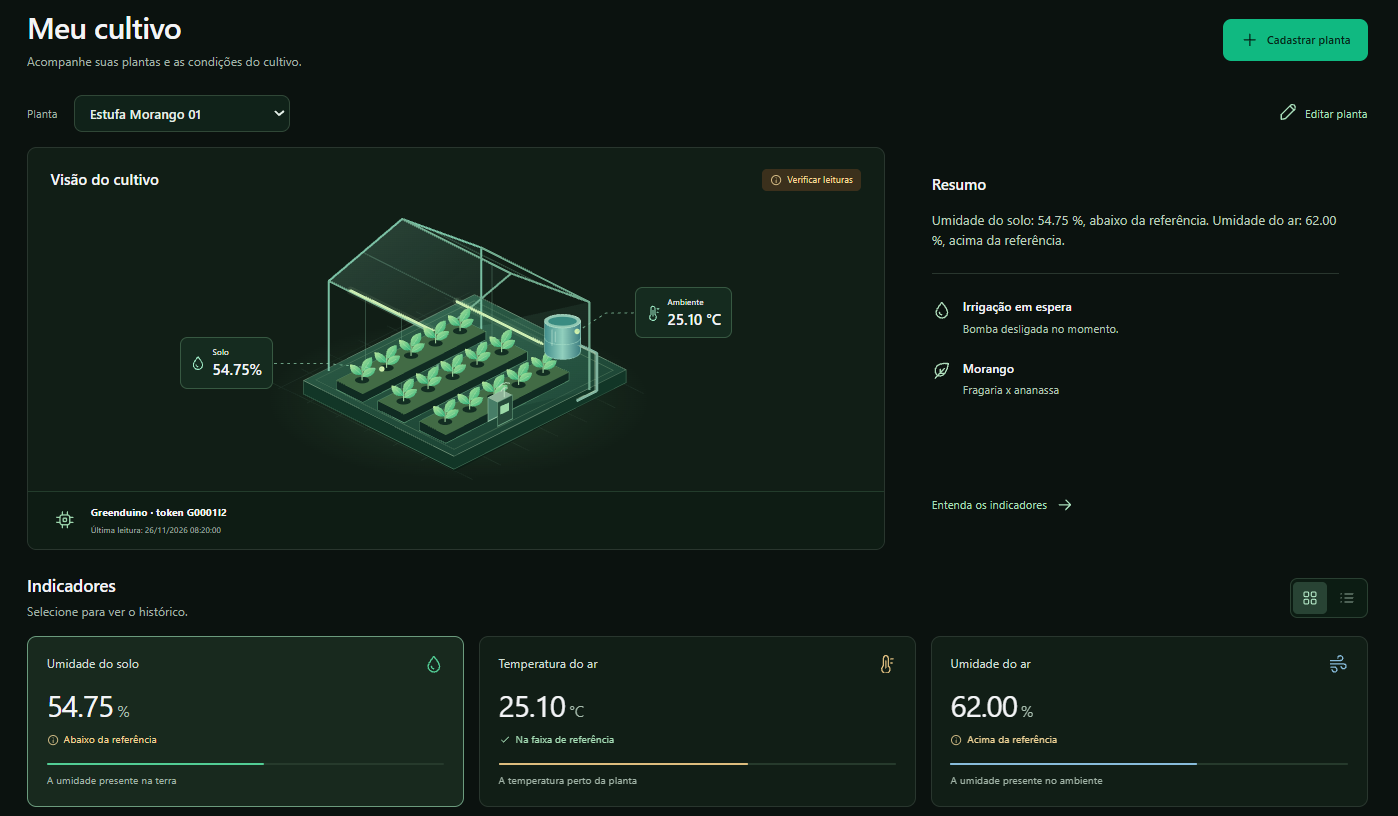 Meu cultivo
Acompanhe suas plantas e as condições do cultivo.
Cadastrar planta
Planta
Estufa Morango 01
Editar planta
Visão do cultivo
Verificar leituras
Solo
54.75%
Ambiente
25.10 °C
Greenduino · token G0001I2
Última leitura: 26/11/2026 08:20:00
Resumo
Umidade do solo: 54.75 %, abaixo da referência. Umidade do ar: 62.00
%, acima da referência.
Irrigação em espera
Bomba desligada no momento.
Morango
Fragaria x ananassa
Entenda os indicadores
Indicadores
Selecione para ver o histórico.
Umidade do solo
54.75 %
Abaixo da referência
A umidade presente na terra
Temperatura do ar
25.10 °C
Na faixa de referência
A temperatura perto da planta
Umidade do ar
62.00 %
Acima da referência
A umidade presente no ambiente